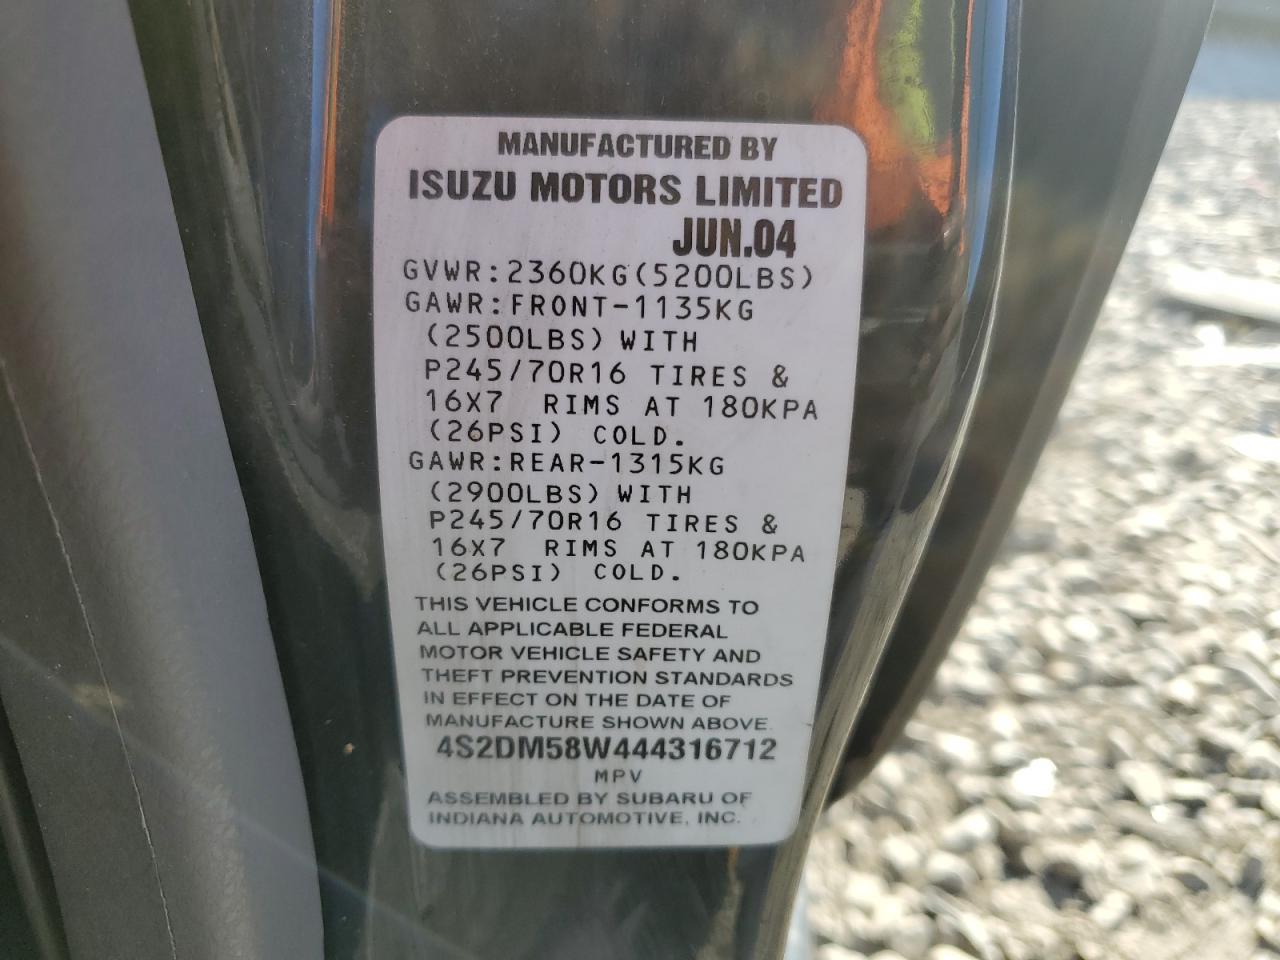 MANUFACTURED BY
ISUZU MOTORS LIMITED
JUN.04
GVWR:2360KG(5200LBS)
GAWR:FRONT-1135KG
(2500LBS) WITH
P245/70R16 TIRES &
16X7 RIMS AT 180KPA
(26PSI) COLD.
GAWR:REAR-1315KG
(2900LBS) WITH
P245/70R16 TIRES &
16X7 RIMS AT 180KPA
(26PSI) COLD.
THIS VEHICLE CONFORMS TO
ALL APPLICABLE FEDERAL
MOTOR VEHICLE SAFETY AND
THEFT PREVENTION STANDARDS
IN EFFECT ON THE DATE OF
MANUFACTURE SHOWN ABOVE.
4S2DM58W444316712
MPV
ASSEMBLED BY SUBARU OF
INDIANA AUTOMOTIVE, INC.